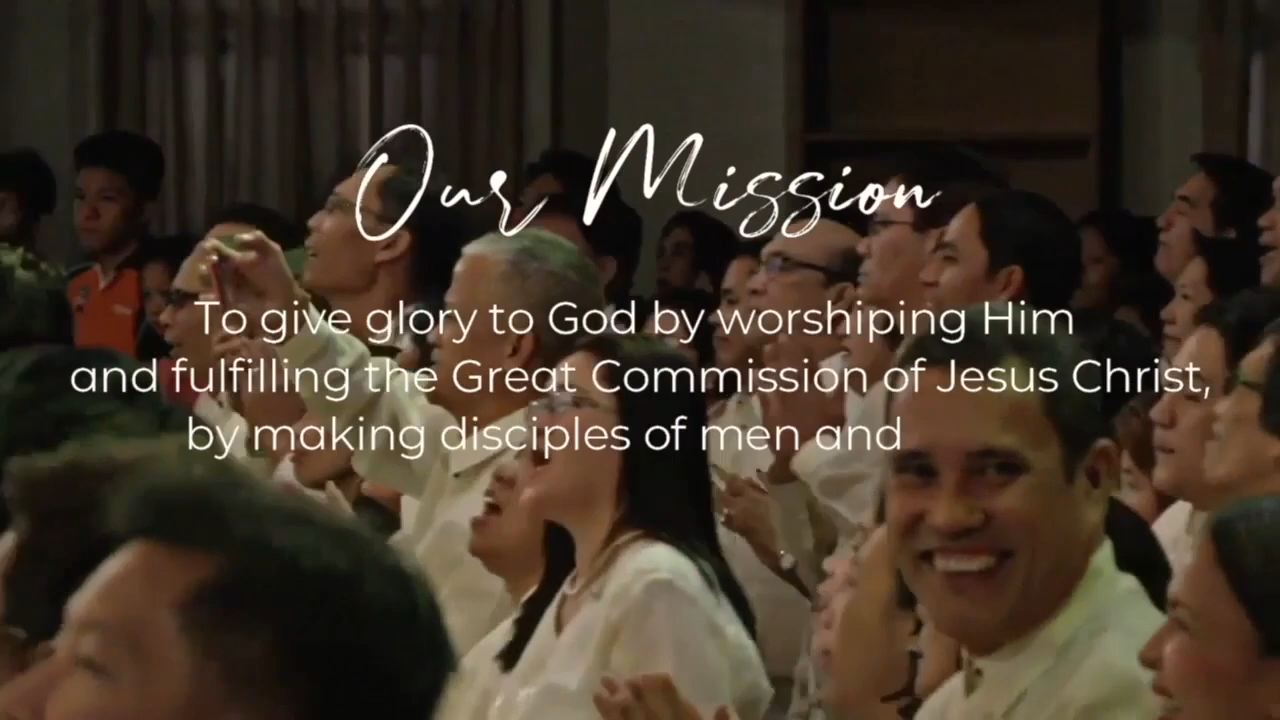 Our Mission
To give glory to God by worshiping Him
and fulfilling the Great Commission of Jesus Christ,
by making disciples of men and